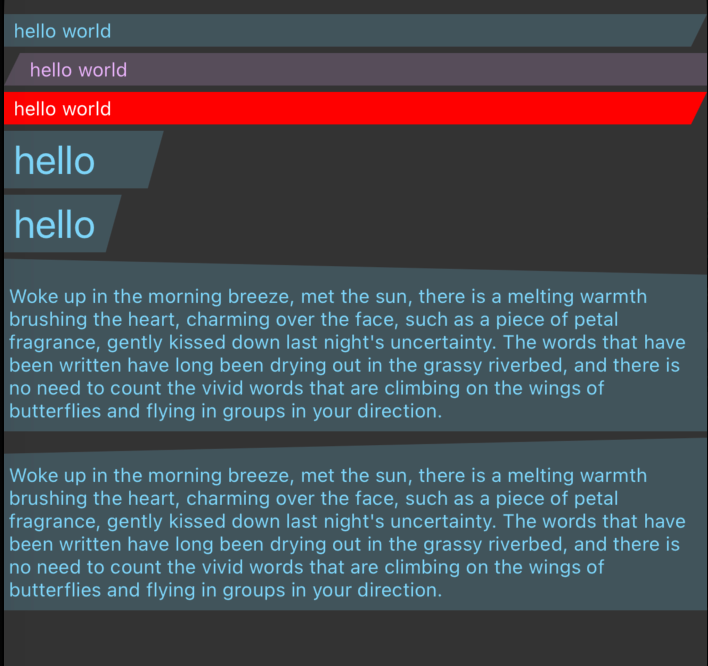 hello world
hello world
hello world
hello
hello
Woke up in the morning breeze, met the sun, there is a melting warmth
brushing the heart, charming over the face, such as a piece of petal
fragrance, gently kissed down last night's uncertainty. The words that have
been written have long been drying out in the grassy riverbed, and there is
no need to count the vivid words that are climbing on the wings of
butterflies and flying in groups in your direction.
Woke up in the morning breeze, met the sun, there is a melting warmth
brushing the heart, charming over the face, such as a piece of petal
fragrance, gently kissed down last night's uncertainty. The words that have
been written have long been drying out in the grassy riverbed, and there is
no need to count the vivid words that are climbing on the wings of
butterflies and flying in groups in your direction.